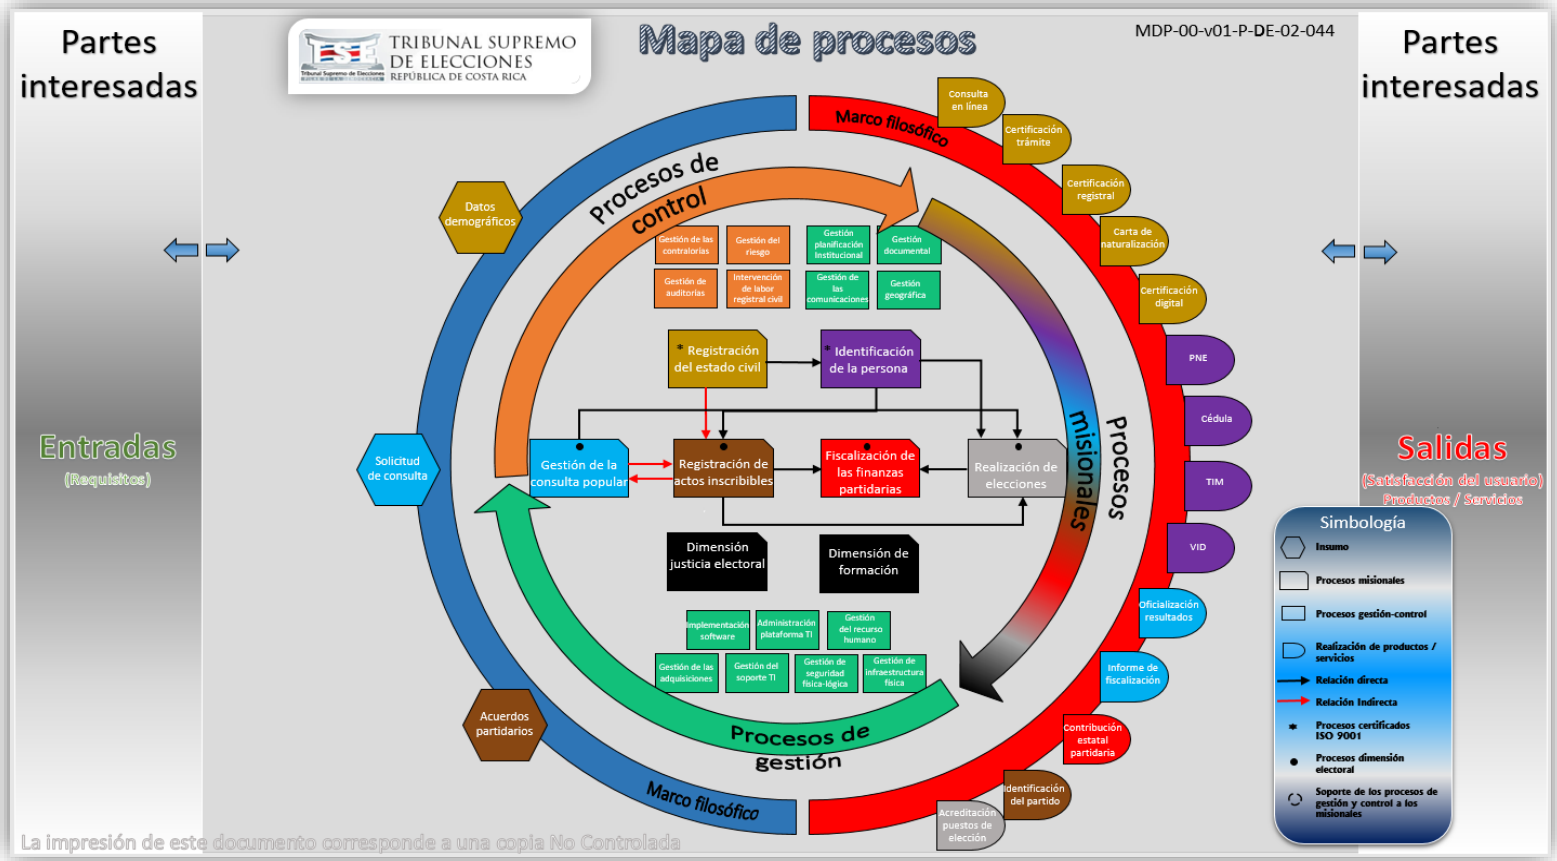 Partes
interesadas
TSE
Tribunal Supremo de Elecciones
TRIBUNAL SUPREMO
DE ELECCIONES
REPÚBLICA DE COSTA RICA
Mapa de procesos
MDP-00-v01-P-DE-02-044
Partes
interesadas
Entradas
(Requisitos)
Datos
demográficos
Solicitud
de consulta
Acuerdos
partidarios
Marco filosófico
Marco filosófico
Procesos de
control
Procesos
misionales
Procesos de
gestión
Gestión de las
contralorías
Gestión del
riesgo
Gestión de
auditorías
Intervención
de labor
registral civil
Gestión
planificación
Institucional
Gestión
documental
Gestión de
las
comunicaciones
Gestión
geográfica
* Registración
del estado civil
* Identificación
de la persona
Gestión de la
consulta popular
Registración de
actos inscribibles
Fiscalización de
las finanzas
partidarias
Realización de
elecciones
Dimensión
justicia electoral
Dimensión de
formación
Implementación
software
Administración
plataforma TI
Gestión
del recurso
humano
Gestión de las
adquisiciones
Gestión del
soporte TI
Gestión de
seguridad
física-lógica
Gestión de
infraestructura
física
Consulta
en línea
Certificación
trámite
Certificación
registral
Carta de
naturalización
Certificación
digital
PNE
Cédula
TIM
VID
Oficialización
resultados
Informe de
fiscalización
Contribución
estatal
partidaria
Identificación
del partido
Acreditación
puestos de
elección
Salidas
(Satisfacción del usuario)
Productos / Servicios
Simbología
Insumo
Procesos misionales
Procesos gestión-control
Realización de productos /
servicios
Relación directa
Relación Indirecta
* Procesos certificados
ISO 9001
Procesos dimensión
electoral
Soporte de los procesos de
gestión y control a los
misionales
La impresión de este documento corresponde a una copia No Controlada